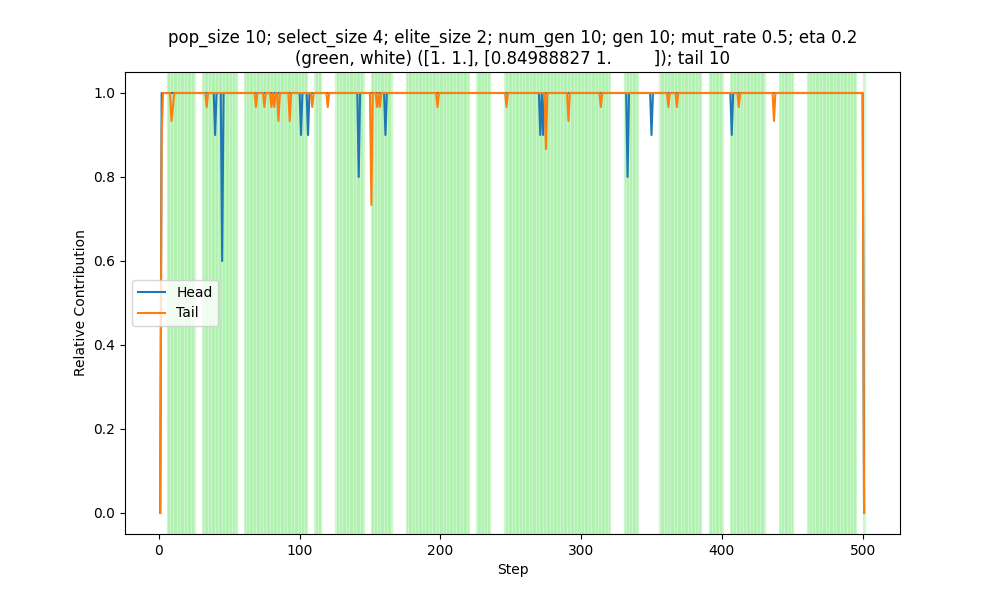 pop_size 10; select_size 4; elite_size 2; num_gen 10; gen 10; mut_rate 0.5; eta 0.2
(green, white) ([1. 1.], [0.84988827 1.         ]); tail 10
1.0
0.8
0.6
0.4
0.2
0.0
Relative Contribution
Head
Tail
0
100
200
300
400
500
Step